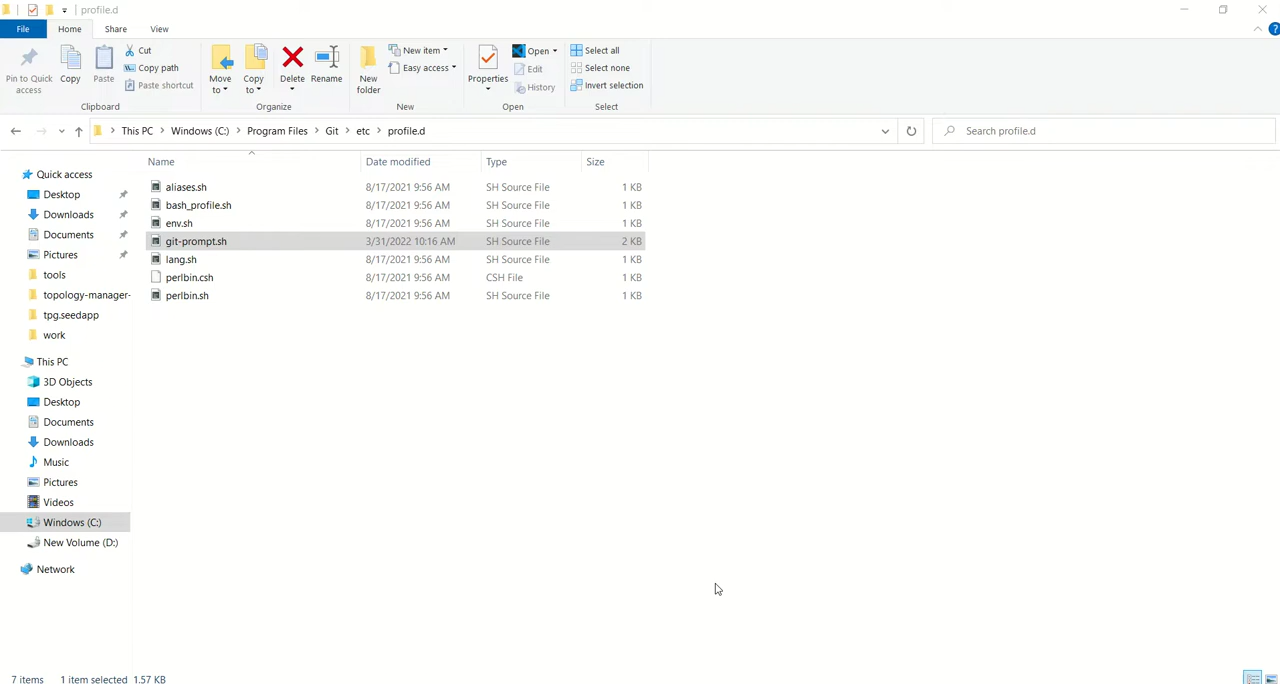 profile.d
File Home Share View
Pin to Quick access
Copy
Paste
Cut
Copy path
Paste shortcut
Clipboard
Move to
Copy to
Delete
Rename
Organize
New folder
New item
Easy access
New
Properties
Open
Edit
History
Open
Select all
Select none
Invert selection
Select
This PC Windows (C:) Program Files Git etc profile.d
Search profile.d
Quick access
Desktop
Downloads
Documents
Pictures
tools
topology-manager-
tpg.seedapp
work
This PC
3D Objects
Desktop
Documents
Downloads
Music
Pictures
Videos
Windows (C:)
New Volume (D:)
Network
Name Date modified Type Size
aliases.sh 8/17/2021 9:56 AM SH Source File 1 KB
bash_profile.sh 8/17/2021 9:56 AM SH Source File 1 KB
env.sh 8/17/2021 9:56 AM SH Source File 1 KB
git-prompt.sh 3/31/2022 10:16 AM SH Source File 2 KB
lang.sh 8/17/2021 9:56 AM SH Source File 1 KB
perlbin.csh 8/17/2021 9:56 AM CSH File 1 KB
perlbin.sh 8/17/2021 9:56 AM SH Source File 1 KB
7 items 1 item selected 1.57 KB